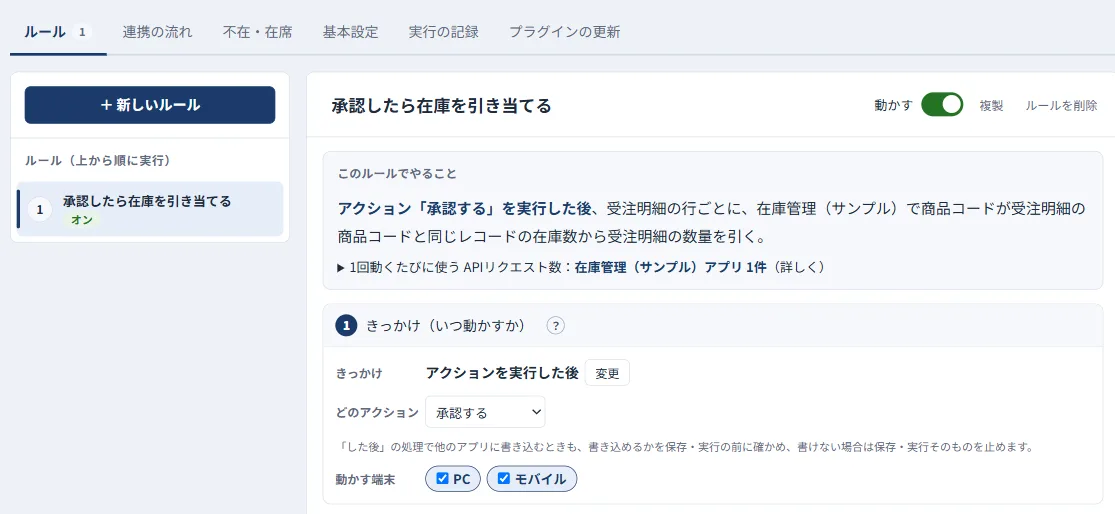 ルール 1 連携の流れ 不在・在席 基本設定 実行の記録 プラグインの更新
＋ 新しいルール
ルール（上から順に実行）
1 承認したら在庫を引き当てる
オン
承認したら在庫を引き当てる 動かす 複製 ルールを削除
このルールでやること
アクション「承認する」を実行した後、受注明細の行ごとに、在庫管理（サンプル）で商品コードが受注明細の
商品コードと同じレコードの在庫数から受注明細の数量を引く。
▶ 1回動くたびに使う APIリクエスト数：在庫管理（サンプル）アプリ 1件（詳しく）
1 きっかけ（いつ動かすか） ?
きっかけ アクションを実行した後 変更
どのアクション 承認する
「した後」の処理で他のアプリに書き込むときも、書き込めるかを保存・実行の前に確かめ、書けない場合は保存・実行そのものを止めます。
動かす端末 PC モバイル